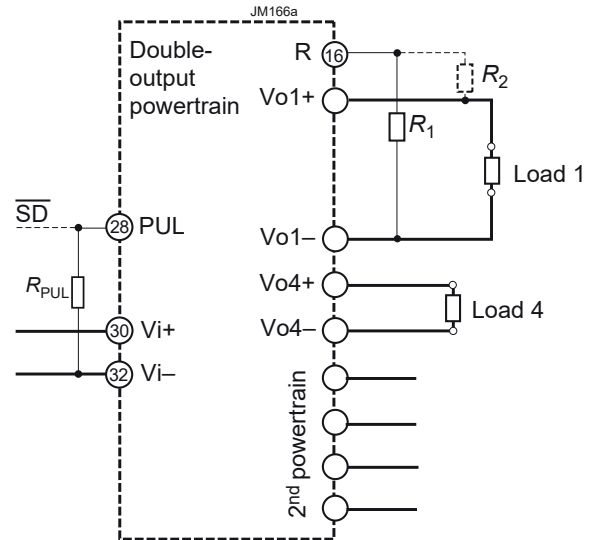 JM166a
Double-
output
powertrain
R 16
R2
Vo1+
R1
Load 1
SD
28 PUL
Vo1–
RPUL
Vo4+
Load 4
30 Vi+
Vo4–
32 Vi–
2nd powertrain